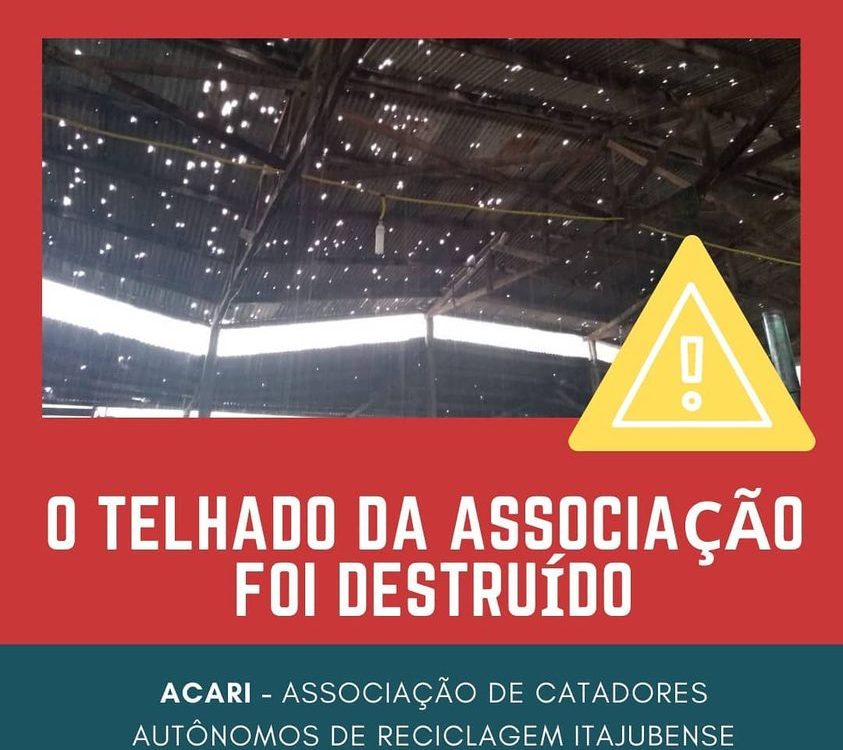 O TELHADO DA ASSOCIAÇÃO
FOI DESTRUÍDO
ACARI - ASSOCIAÇÃO DE CATADORES
AUTÔNOMOS DE RECICLAGEM ITAJUBENSE